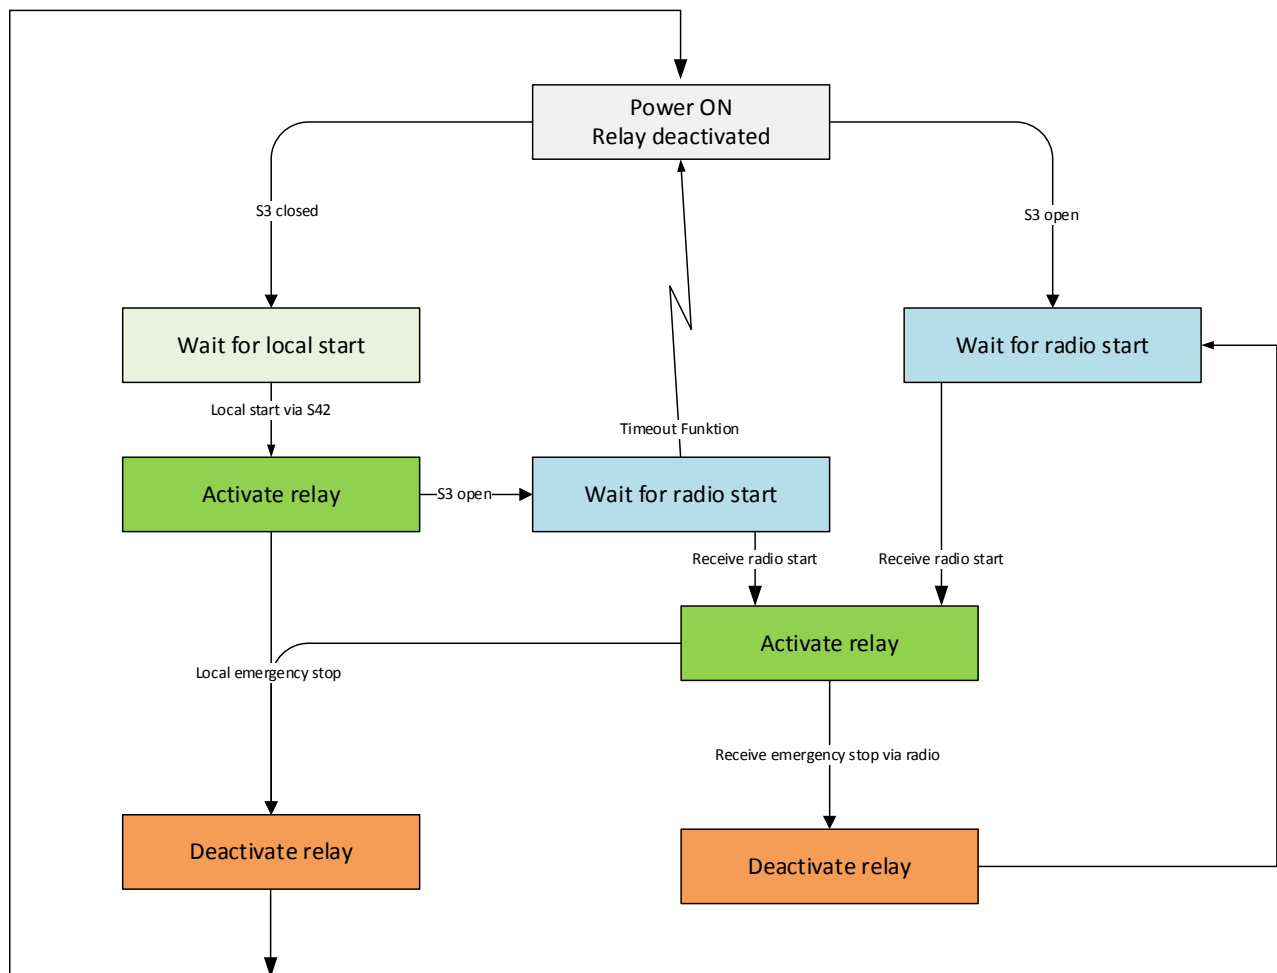 Power ON
Relay deactivated
S3 closed
S3 open
Wait for local start
Wait for radio start
Local start via S42
Timeout Funktion
Activate relay
S3 open
Wait for radio start
Receive radio start
Receive radio start
Activate relay
Local emergency stop
Receive emergency stop via radio
Deactivate relay
Deactivate relay